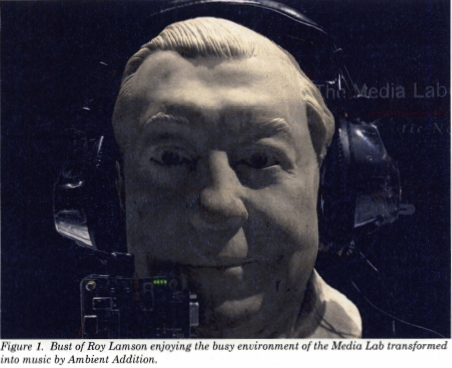 The Media Lab
Figure 1. Bust of Roy Lamson enjoying the busy environment of the Media Lab transformed
into music by Ambient Addition.